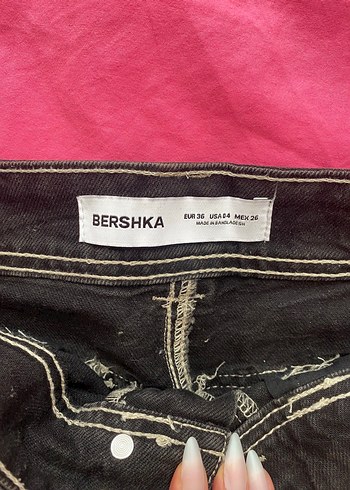 BERSHKA
EUR 36 USA 04 MEX 26
MADE IN BANGLADESH